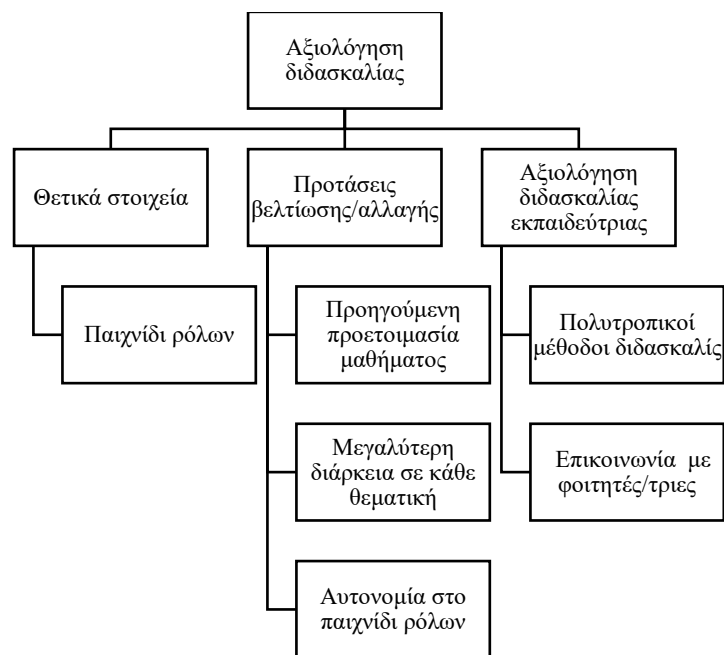 Αξιολόγηση
διδασκαλίας
Θετικά στοιχεία
Προτάσεις
βελτίωσης/αλλαγής
Αξιολόγηση
διδασκαλίας
εκπαιδεύτριας
Παιχνίδι ρόλων
Προηγούμενη
προετοιμασία
μαθήματος
Πολυτροπικοί
μέθοδοι διδασκαλίς
Μεγαλύτερη
διάρκεια σε κάθε
θεματική
Επικοινωνία  με
φοιτητές/τριες
Αυτονομία στο
παιχνίδι ρόλων